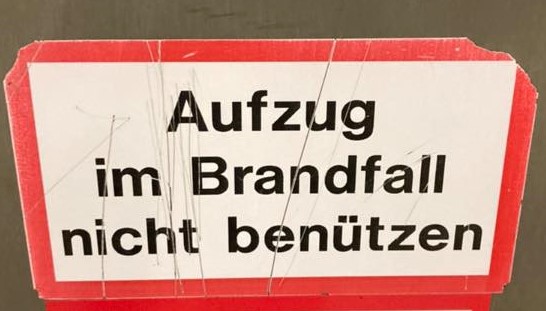 Aufzug
im Brandfall
nicht benützen